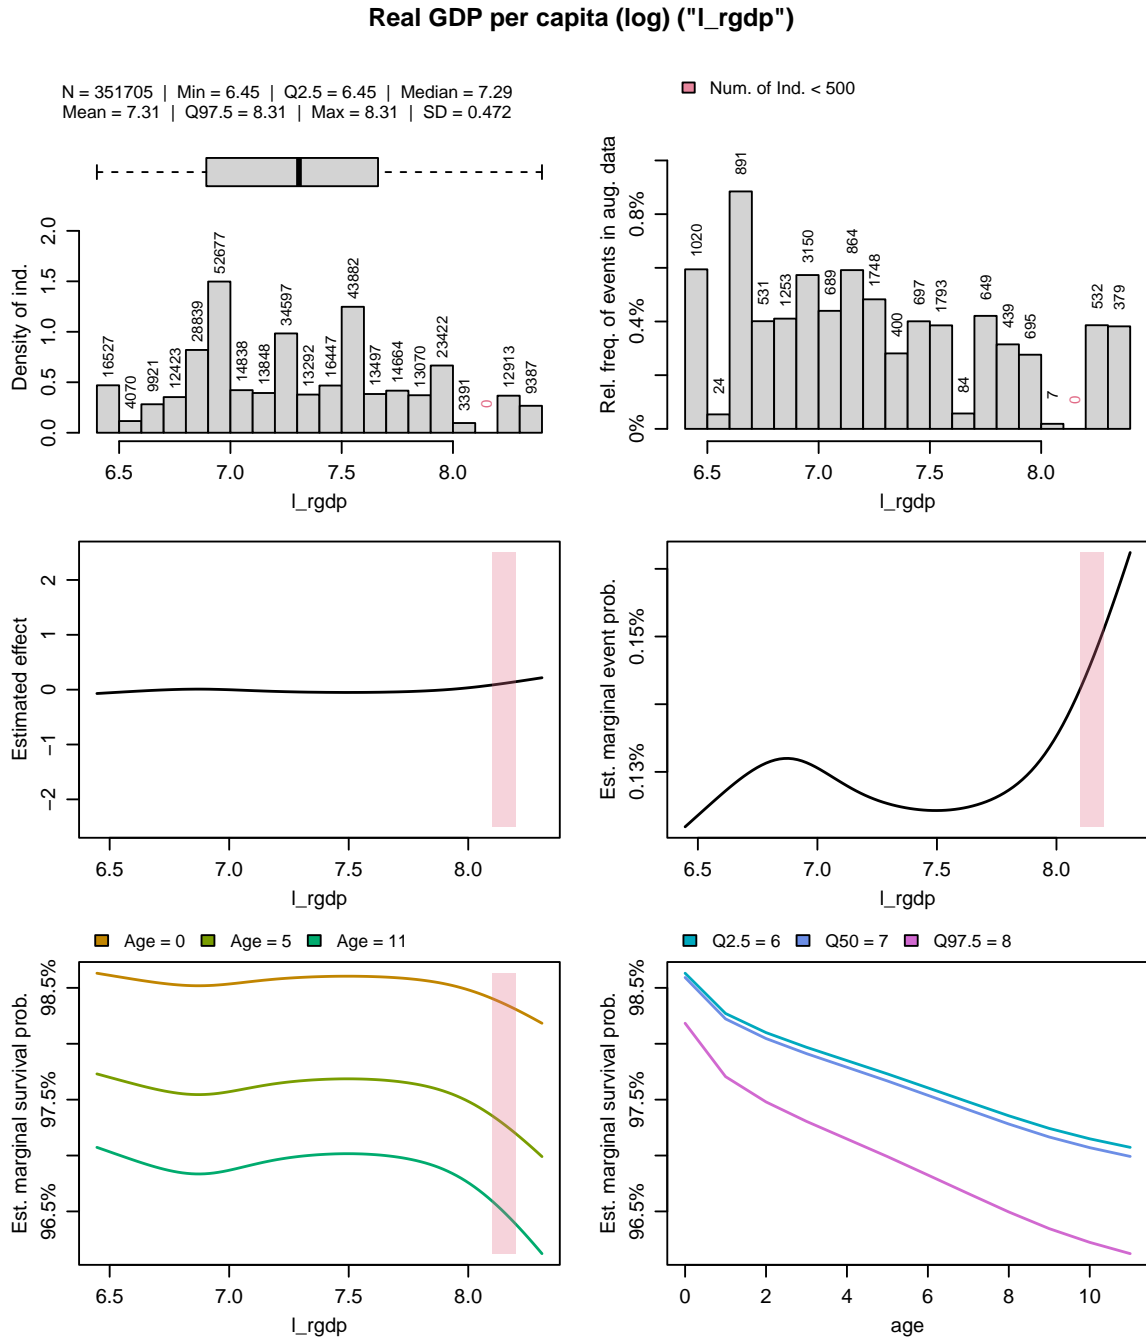 Real GDP per capita (log) ("l_rgdp")
N = 351705 | Min = 6.45 | Q2.5 = 6.45 | Median = 7.29
Mean = 7.31 | Q97.5 = 8.31 | Max = 8.31 | SD = 0.472
Density of ind.
0.0 0.5 1.0 1.5 2.0
16527 4070 9921 12423 28839 52677 14838 13848 34597 13292 16447 43882 13497 14664 13070 23422 3391 0 12913 9387
6.5 7.0 7.5 8.0
l_rgdp
Num. of Ind. < 500
Rel. freq. of events in aug. data
0% 0.4% 0.8%
1020 24 891 531 1253 3150 689 864 1748 400 697 1793 84 649 439 695 7 0 532 379
6.5 7.0 7.5 8.0
l_rgdp
Estimated effect
−2 −1 0 1 2
6.5 7.0 7.5 8.0
l_rgdp
Est. marginal event prob.
0.13% 0.15%
6.5 7.0 7.5 8.0
l_rgdp
Age = 0 Age = 5 Age = 11
Est. marginal survival prob.
96.5% 97.5% 98.5%
6.5 7.0 7.5 8.0
l_rgdp
Q2.5 = 6 Q50 = 7 Q97.5 = 8
Est. marginal survival prob.
96.5% 97.5% 98.5%
0 2 4 6 8 10
age